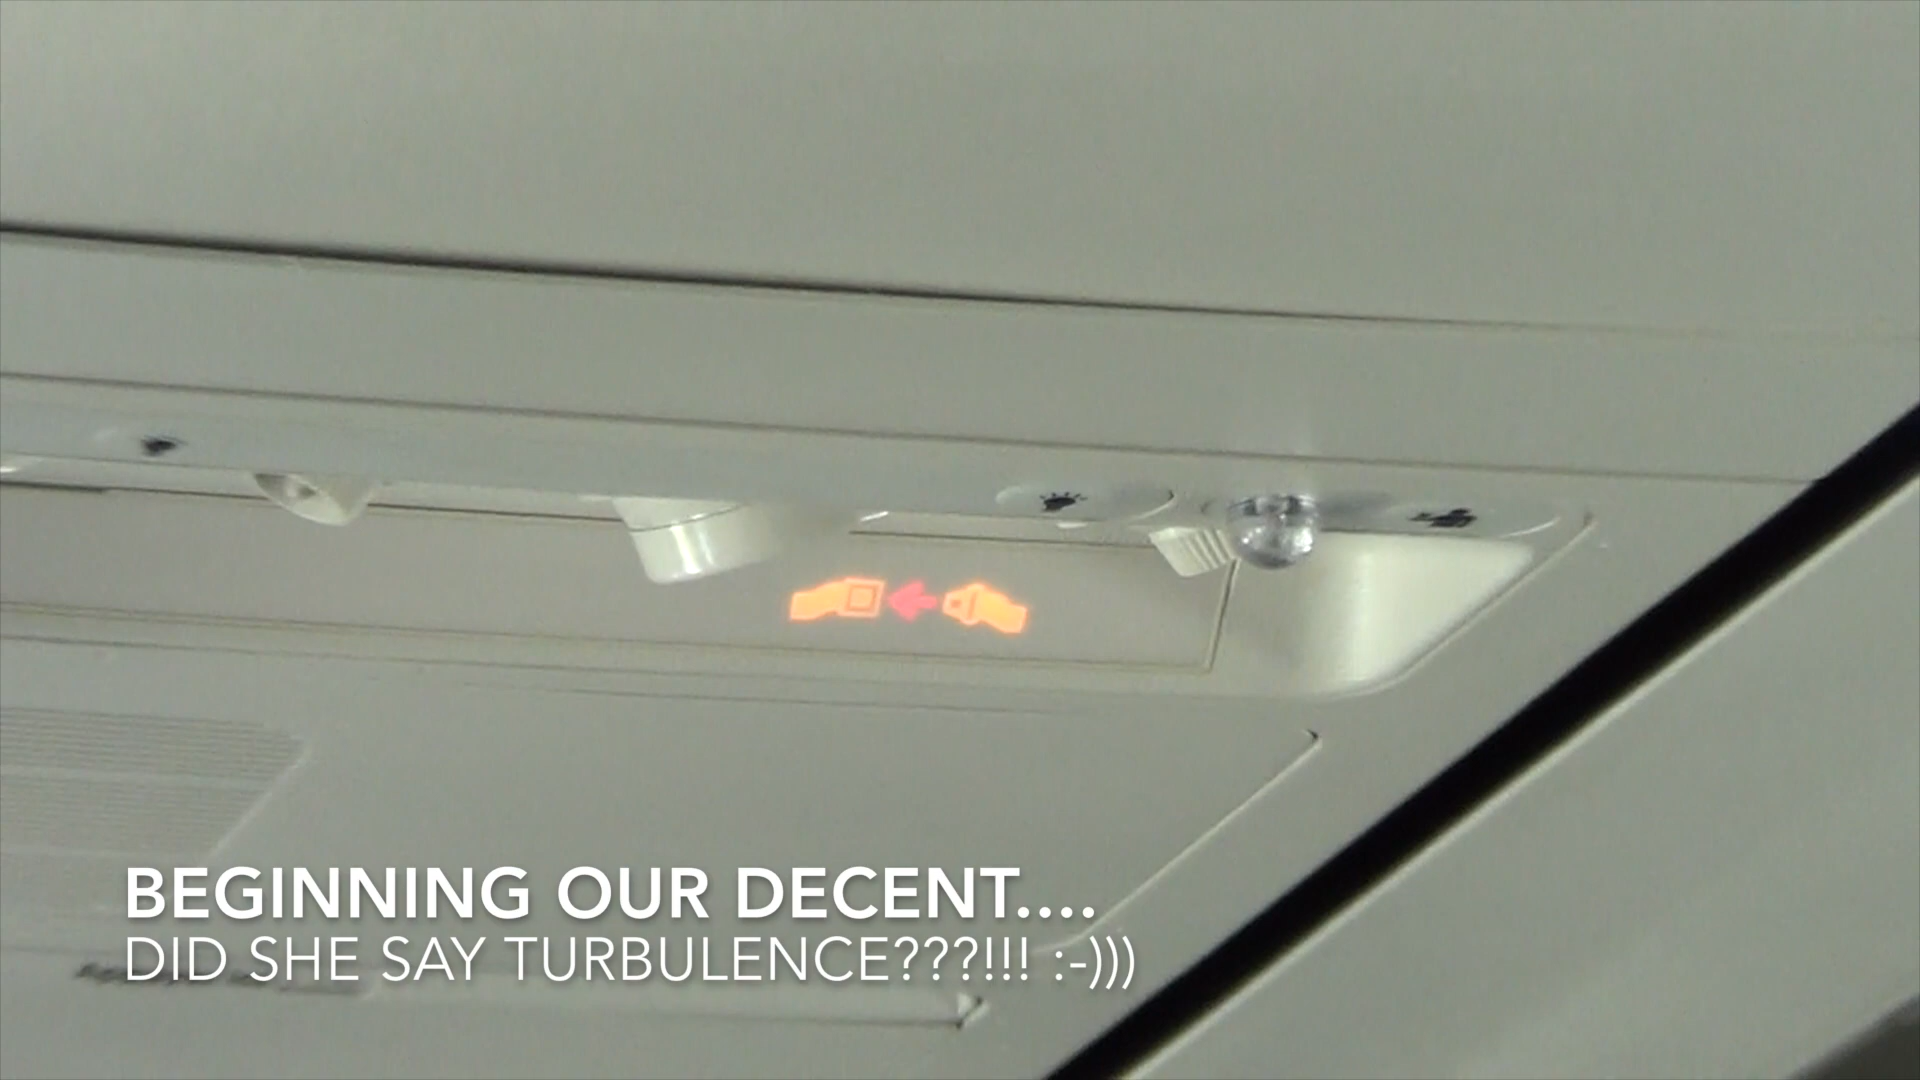 BEGINNING OUR DECENT....
DID SHE SAY TURBULENCE???!!! :-)))